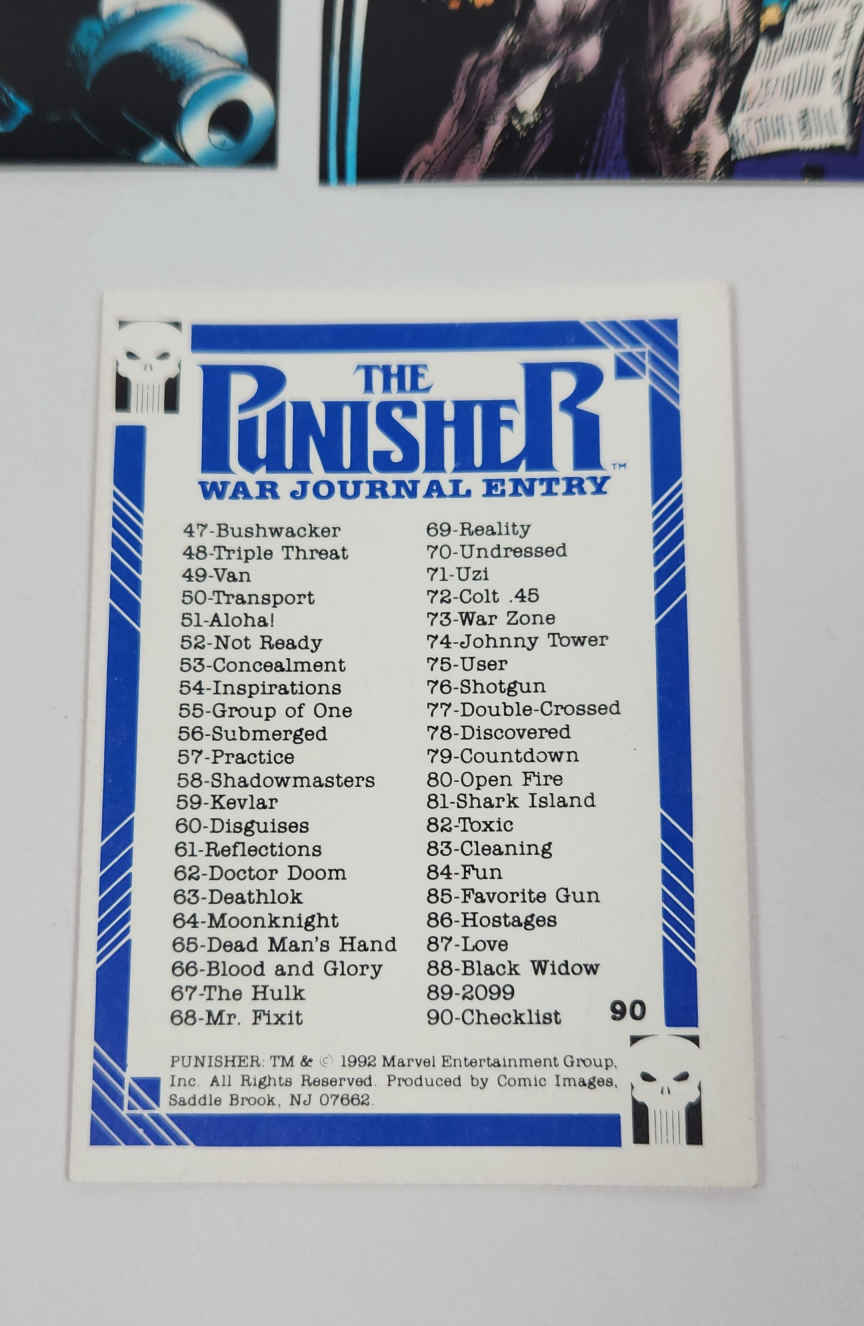 THE
PUNISHER™
WAR JOURNAL ENTRY
47-Bushwacker
48-Triple Threat
49-Van
50-Transport
51-Aloha!
52-Not Ready
53-Concealment
54-Inspirations
55-Group of One
56-Submerged
57-Practice
58-Shadowmasters
59-Kevlar
60-Disguises
61-Reflections
62-Doctor Doom
63-Deathlok
64-Moonknight
65-Dead Man's Hand
66-Blood and Glory
67-The Hulk
68-Mr. Fixit
69-Reality
70-Undressed
71-Uzi
72-Colt .45
73-War Zone
74-Johnny Tower
75-User
76-Shotgun
77-Double-Crossed
78-Discovered
79-Countdown
80-Open Fire
81-Shark Island
82-Toxic
83-Cleaning
84-Fun
85-Favorite Gun
86-Hostages
87-Love
88-Black Widow
89-2099
90-Checklist
90
PUNISHER: TM & © 1992 Marvel Entertainment Group,
Inc. All Rights Reserved. Produced by Comic Images,
Saddle Brook, NJ 07662.